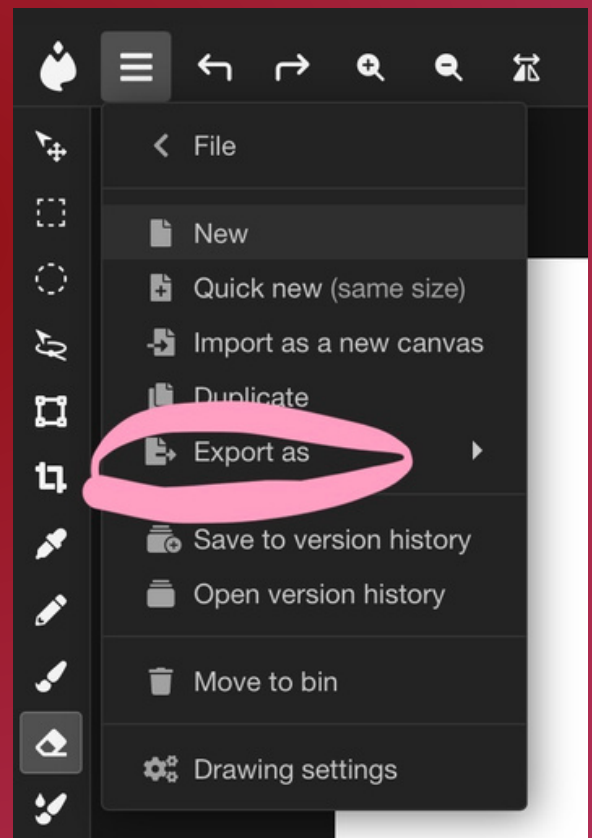 File
New
Quick new (same size)
Import as a new canvas
Duplicate
Export as
Save to version history
Open version history
Move to bin
Drawing settings